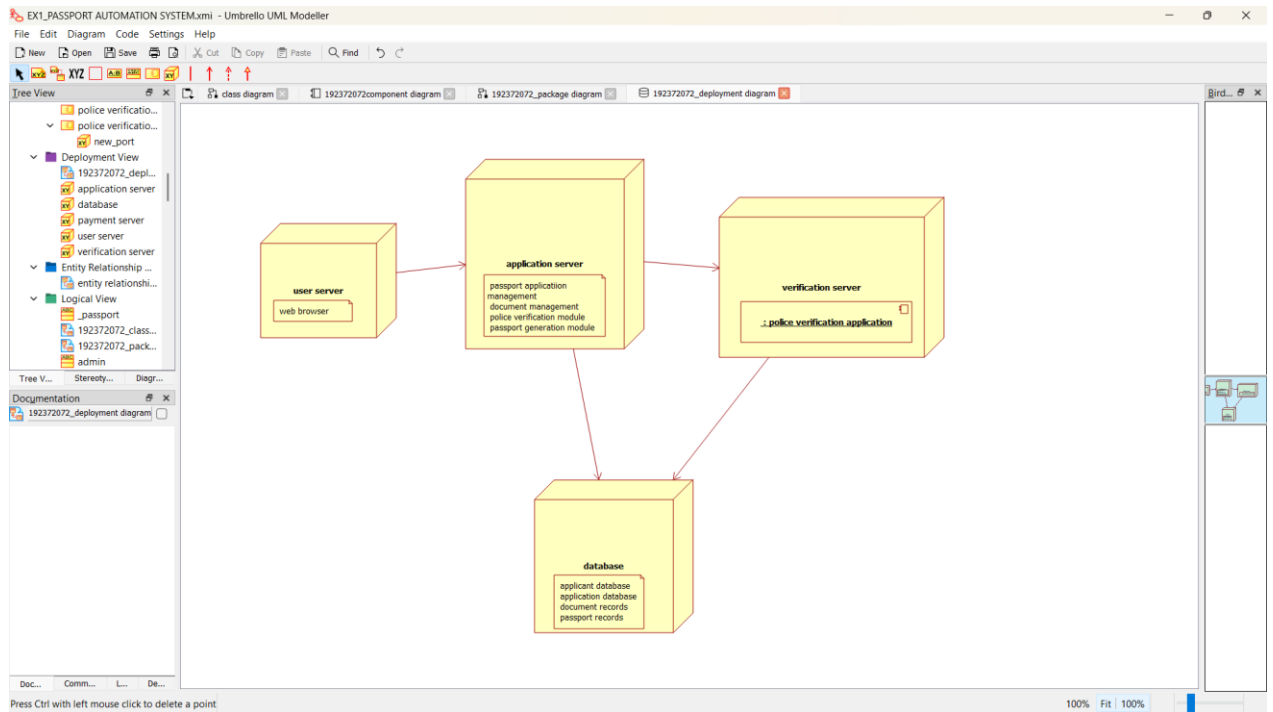 EX1_PASSPORT AUTOMATION SYSTEM.xmi - Umbrello UML Modeller
File Edit Diagram Code Settings Help
New Open Save Cut Copy Paste Find
XYZ
Tree View
class diagram 192372072component diagram 192372072_package diagram 192372072_deployment diagram
Bird...
police verificatio...
police verificatio...
new_port
Deployment View
192372072_depl...
application server
database
payment server
user server
verification server
Entity Relationship ...
entity relationshi...
Logical View
_passport
192372072_class...
192372072_pack...
admin
Tree V... Stereoty... Diagr...
Documentation
192372072_deployment diagram
user server
web browser
application server
passport application
management
document management
police verification module
passport generation module
verification server
: police verification application
database
applicant database
application database
document records
passport records
Doc... Comm... L... De...
Press Ctrl with left mouse click to delete a point
100% Fit 100%